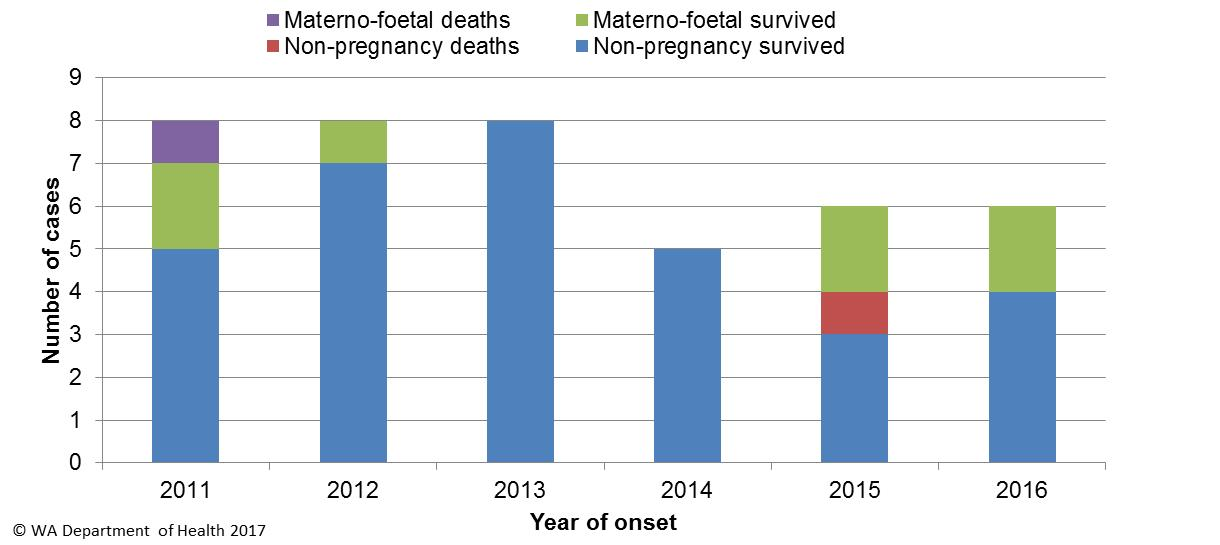 Materno-foetal deaths
Materno-foetal survived
Non-pregnancy deaths
Non-pregnancy survived
Number of cases
9
8
7
6
5
4
3
2
1
0
2011
2012
2013
2014
2015
2016
Year of onset
© WA Department of Health 2017